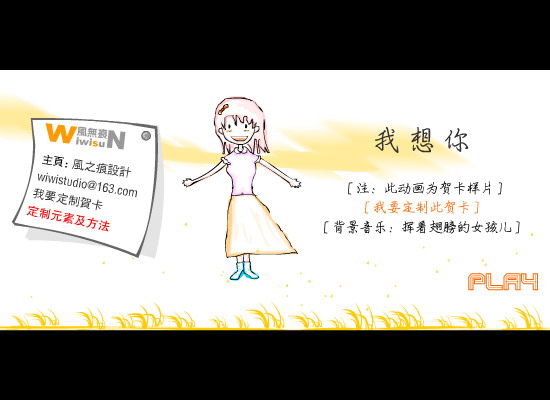 WiwisuN 風無痕
主頁: 風之痕設計
wiwistudio@163.com
我要定制賀卡
定制元素及方法
我想你
[ 注: 此动画为贺卡样片 ]
[ 我要定制此贺卡 ]
[ 背景音乐: 挥着翅膀的女孩儿 ]
PLAY